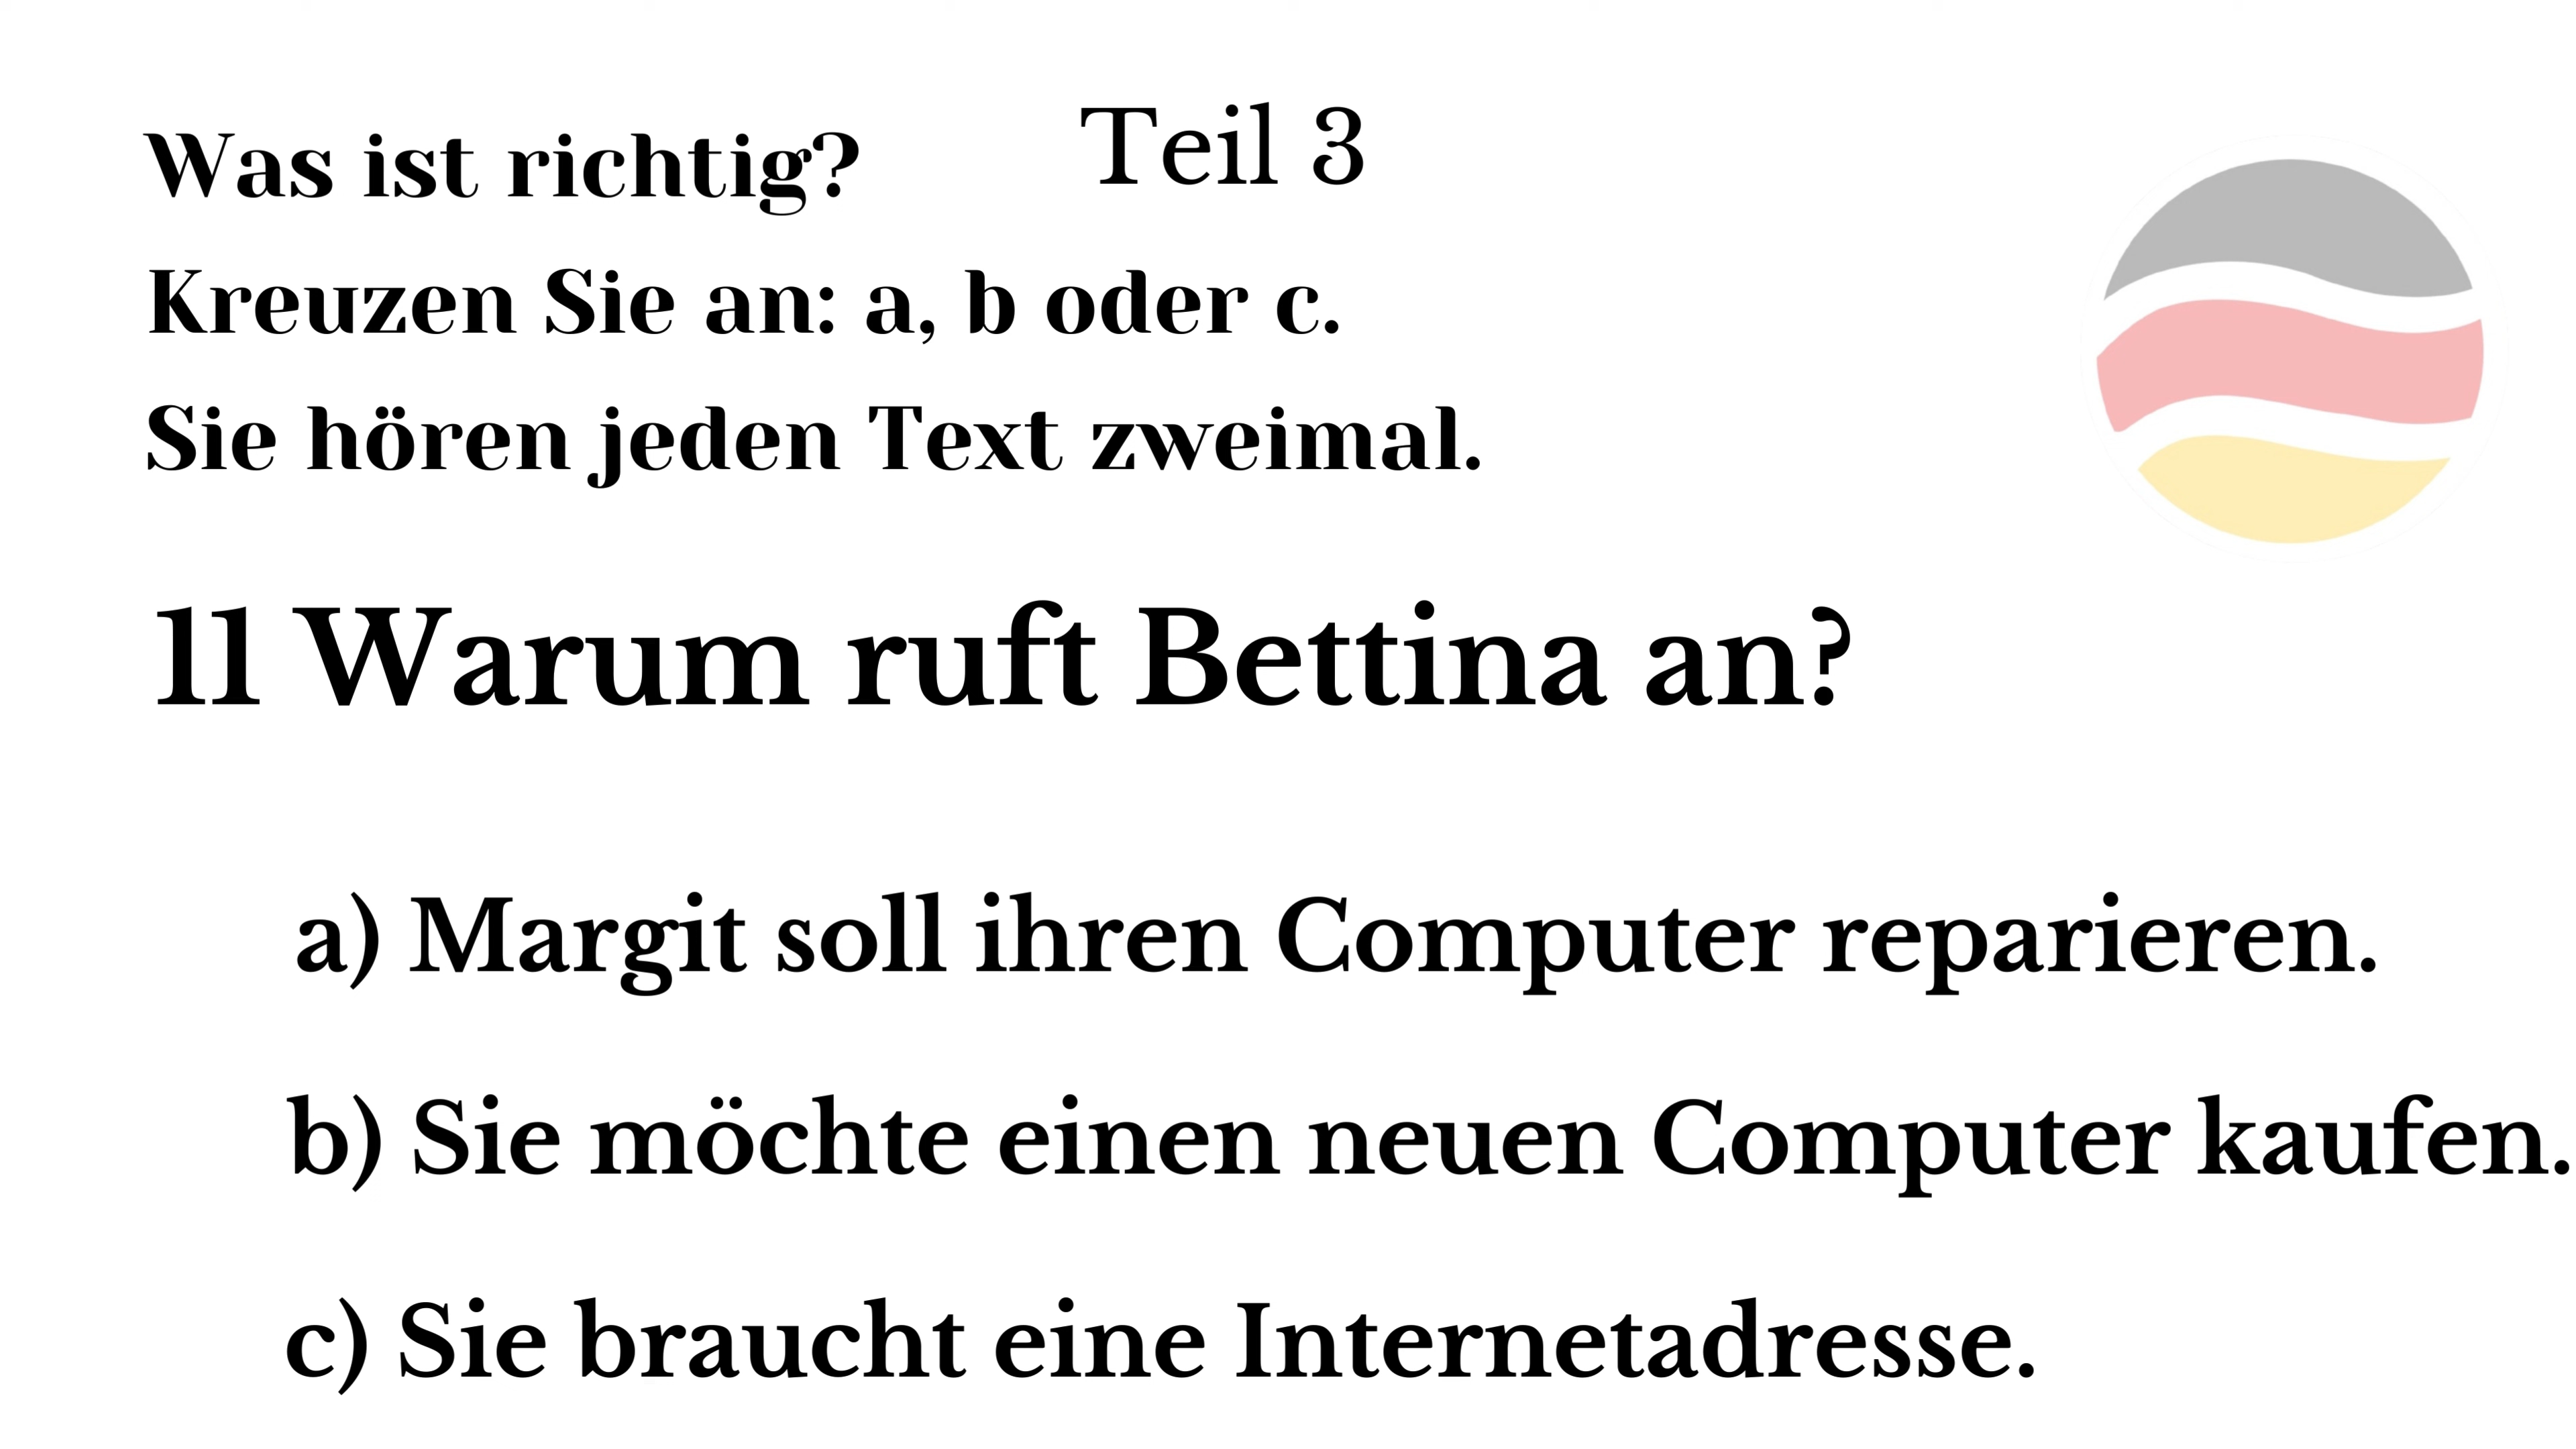 Teil 3
Was ist richtig?
Kreuzen Sie an: a, b oder c.
Sie hören jeden Text zweimal.
11 Warum ruft Bettina an?
a) Margit soll ihren Computer reparieren.
b) Sie möchte einen neuen Computer kaufen.
c) Sie braucht eine Internetadresse.